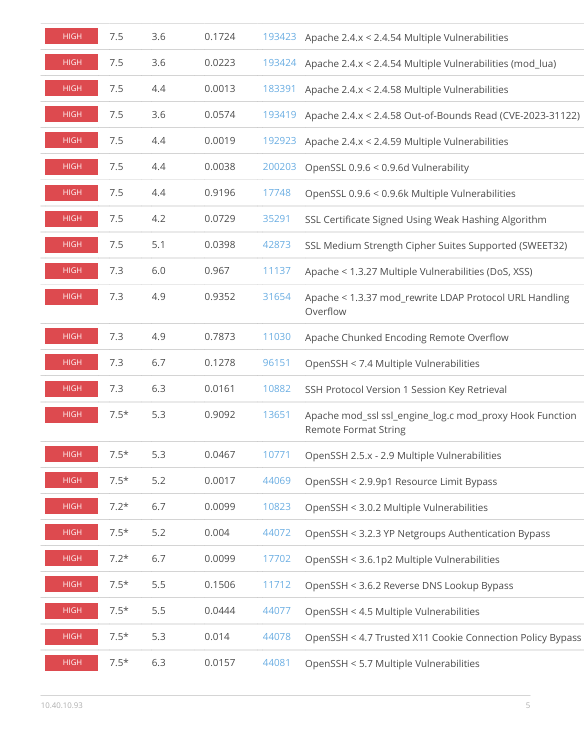 HIGH 7.5 3.6 0.1724 193423 Apache 2.4.x < 2.4.54 Multiple Vulnerabilities
HIGH 7.5 3.6 0.0223 193424 Apache 2.4.x < 2.4.54 Multiple Vulnerabilities (mod_lua)
HIGH 7.5 4.4 0.0013 183391 Apache 2.4.x < 2.4.58 Multiple Vulnerabilities
HIGH 7.5 3.6 0.0574 193419 Apache 2.4.x < 2.4.58 Out-of-Bounds Read (CVE-2023-31122)
HIGH 7.5 4.4 0.0019 192923 Apache 2.4.x < 2.4.59 Multiple Vulnerabilities
HIGH 7.5 4.4 0.0038 200203 OpenSSL 0.9.6 < 0.9.6d Vulnerability
HIGH 7.5 4.4 0.9196 17748 OpenSSL 0.9.6 < 0.9.6k Multiple Vulnerabilities
HIGH 7.5 4.2 0.0729 35291 SSL Certificate Signed Using Weak Hashing Algorithm
HIGH 7.5 5.1 0.0398 42873 SSL Medium Strength Cipher Suites Supported (SWEET32)
HIGH 7.3 6.0 0.967 11137 Apache < 1.3.27 Multiple Vulnerabilities (DoS, XSS)
HIGH 7.3 4.9 0.9352 31654 Apache < 1.3.37 mod_rewrite LDAP Protocol URL Handling
Overflow
HIGH 7.3 4.9 0.7873 11030 Apache Chunked Encoding Remote Overflow
HIGH 7.3 6.7 0.1278 96151 OpenSSH < 7.4 Multiple Vulnerabilities
HIGH 7.3 6.3 0.0161 10882 SSH Protocol Version 1 Session Key Retrieval
HIGH 7.5* 5.3 0.9092 13651 Apache mod_ssl ssl_engine_log.c mod_proxy Hook Function
Remote Format String
HIGH 7.5* 5.3 0.0467 10771 OpenSSH 2.5.x - 2.9 Multiple Vulnerabilities
HIGH 7.5* 5.2 0.0017 44069 OpenSSH < 2.9.9p1 Resource Limit Bypass
HIGH 7.2* 6.7 0.0099 10823 OpenSSH < 3.0.2 Multiple Vulnerabilities
HIGH 7.5* 5.2 0.004 44072 OpenSSH < 3.2.3 YP Netgroups Authentication Bypass
HIGH 7.2* 6.7 0.0099 17702 OpenSSH < 3.6.1p2 Multiple Vulnerabilities
HIGH 7.5* 5.5 0.1506 11712 OpenSSH < 3.6.2 Reverse DNS Lookup Bypass
HIGH 7.5* 5.5 0.0444 44077 OpenSSH < 4.5 Multiple Vulnerabilities
HIGH 7.5* 5.3 0.014 44078 OpenSSH < 4.7 Trusted X11 Cookie Connection Policy Bypass
HIGH 7.5* 6.3 0.0157 44081 OpenSSH < 5.7 Multiple Vulnerabilities
10.40.10.93 5